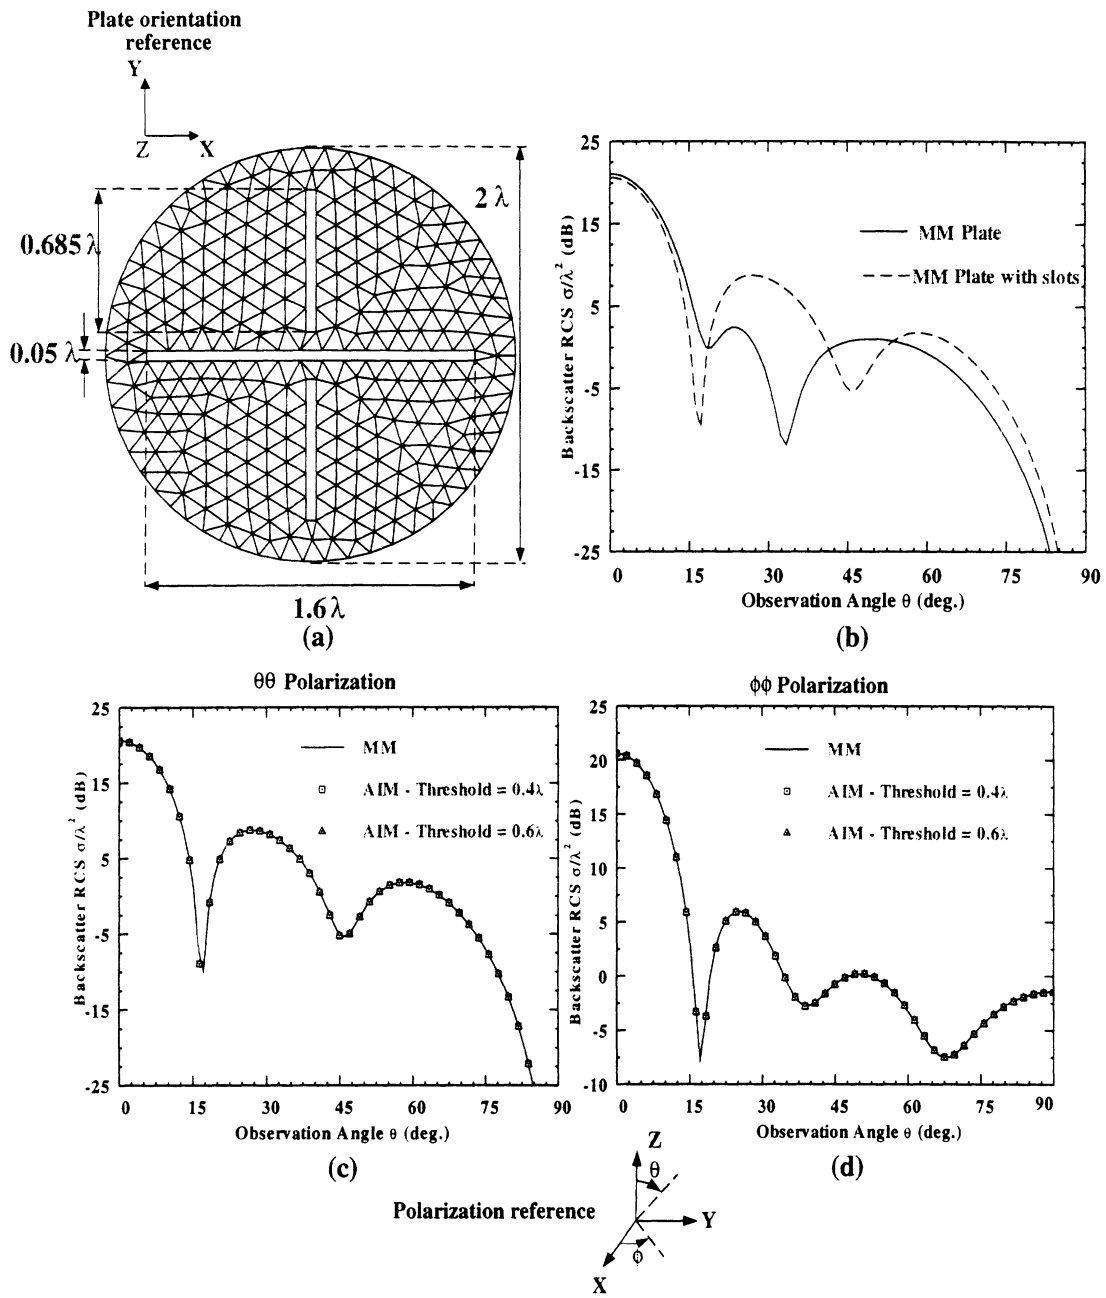 Plate orientation
reference
Y
Z
X
2 λ
0.685 λ
0.05 λ
1.6 λ
(a)
25
15
5
-5
-15
-25
Backscatter RCS σ/λ² (dB)
MM Plate
MM Plate with slots
0
15
30
45
60
75
90
Observation Angle θ (deg.)
(b)
θθ Polarization
25
15
5
-5
-15
-25
Backscatter RCS σ/λ² (dB)
MM
AIM - Threshold = 0.4λ
AIM - Threshold = 0.6λ
0
15
30
45
60
75
90
Observation Angle θ (deg.)
(c)
ϕϕ Polarization
25
20
15
10
5
0
-5
-10
Backscatter RCS σ/λ² (dB)
MM
AIM - Threshold = 0.4λ
AIM - Threshold = 0.6λ
0
15
30
45
60
75
90
Observation Angle θ (deg.)
(d)
Polarization reference
Z
θ
Y
ϕ
X